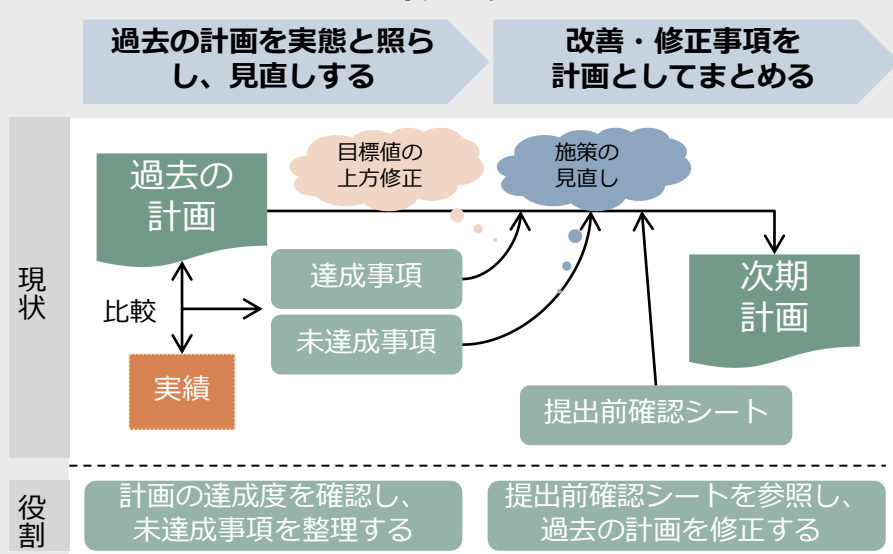 過去の計画を実態と照ら
し、見直しする
改善・修正事項を
計画としてまとめる
現状
過去の
計画
目標値の
上方修正
施策の
見直し
達成事項
未達成事項
比較
実績
次期
計画
提出前確認シート
役割
計画の達成度を確認し、
未達成事項を整理する
提出前確認シートを参照し、
過去の計画を修正する